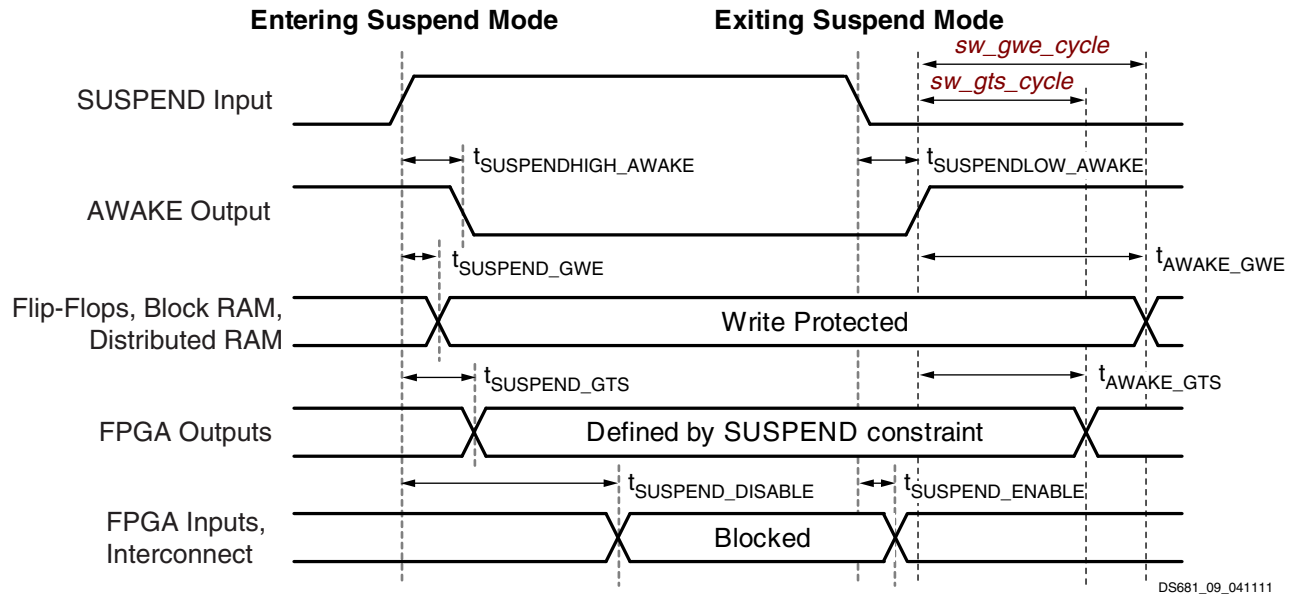 Entering Suspend Mode
Exiting Suspend Mode
sw_gwe_cycle
sw_gts_cycle
SUSPEND Input
tSUSPENDHIGH_AWAKE
tSUSPENDLOW_AWAKE
AWAKE Output
tSUSPEND_GWE
tAWAKE_GWE
Flip-Flops, Block RAM,
Distributed RAM
Write Protected
tSUSPEND_GTS
tAWAKE_GTS
FPGA Outputs
Defined by SUSPEND constraint
tSUSPEND_DISABLE
tSUSPEND_ENABLE
FPGA Inputs,
Interconnect
Blocked
DS681_09_041111